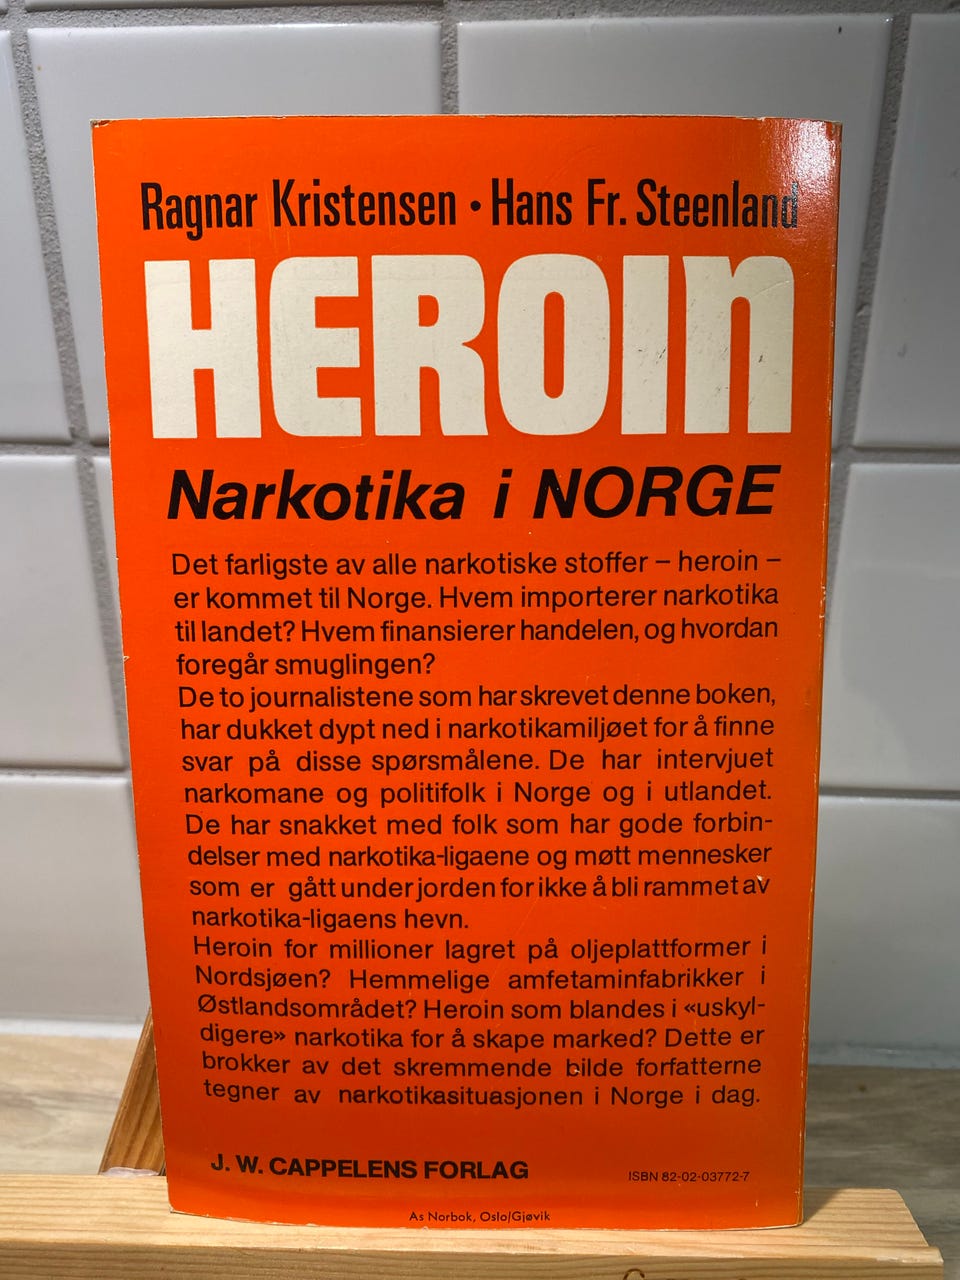 Ragnar Kristensen • Hans Fr. Steenland
HEROIN
Narkotika i NORGE
Det farligste av alle narkotiske stoffer – heroin –
er kommet til Norge. Hvem importerer narkotika
til landet? Hvem finansierer handelen, og hvordan
foregår smuglingen?
De to journalistene som har skrevet denne boken,
har dukket dypt ned i narkotikamiljøet for å finne
svar på disse spørsmålene. De har intervjuet
narkomane og politifolk i Norge og i utlandet.
De har snakket med folk som har gode forbin-
delser med narkotika-ligaene og møtt mennesker
som er gått under jorden for ikke å bli rammet av
narkotika-ligaens hevn.
Heroin for millioner lagret på oljeplattformer i
Nordsjøen? Hemmelige amfetaminfabrikker i
Østlandsområdet? Heroin som blandes i «uskyl-
digere» narkotika for å skape marked? Dette er
brokker av det skremmende bilde forfatterne
tegner av narkotikasituasjonen i Norge i dag.
J. W. CAPPELENS FORLAG
ISBN 82-02-03772-7
As Norbok, Oslo/Gjøvik